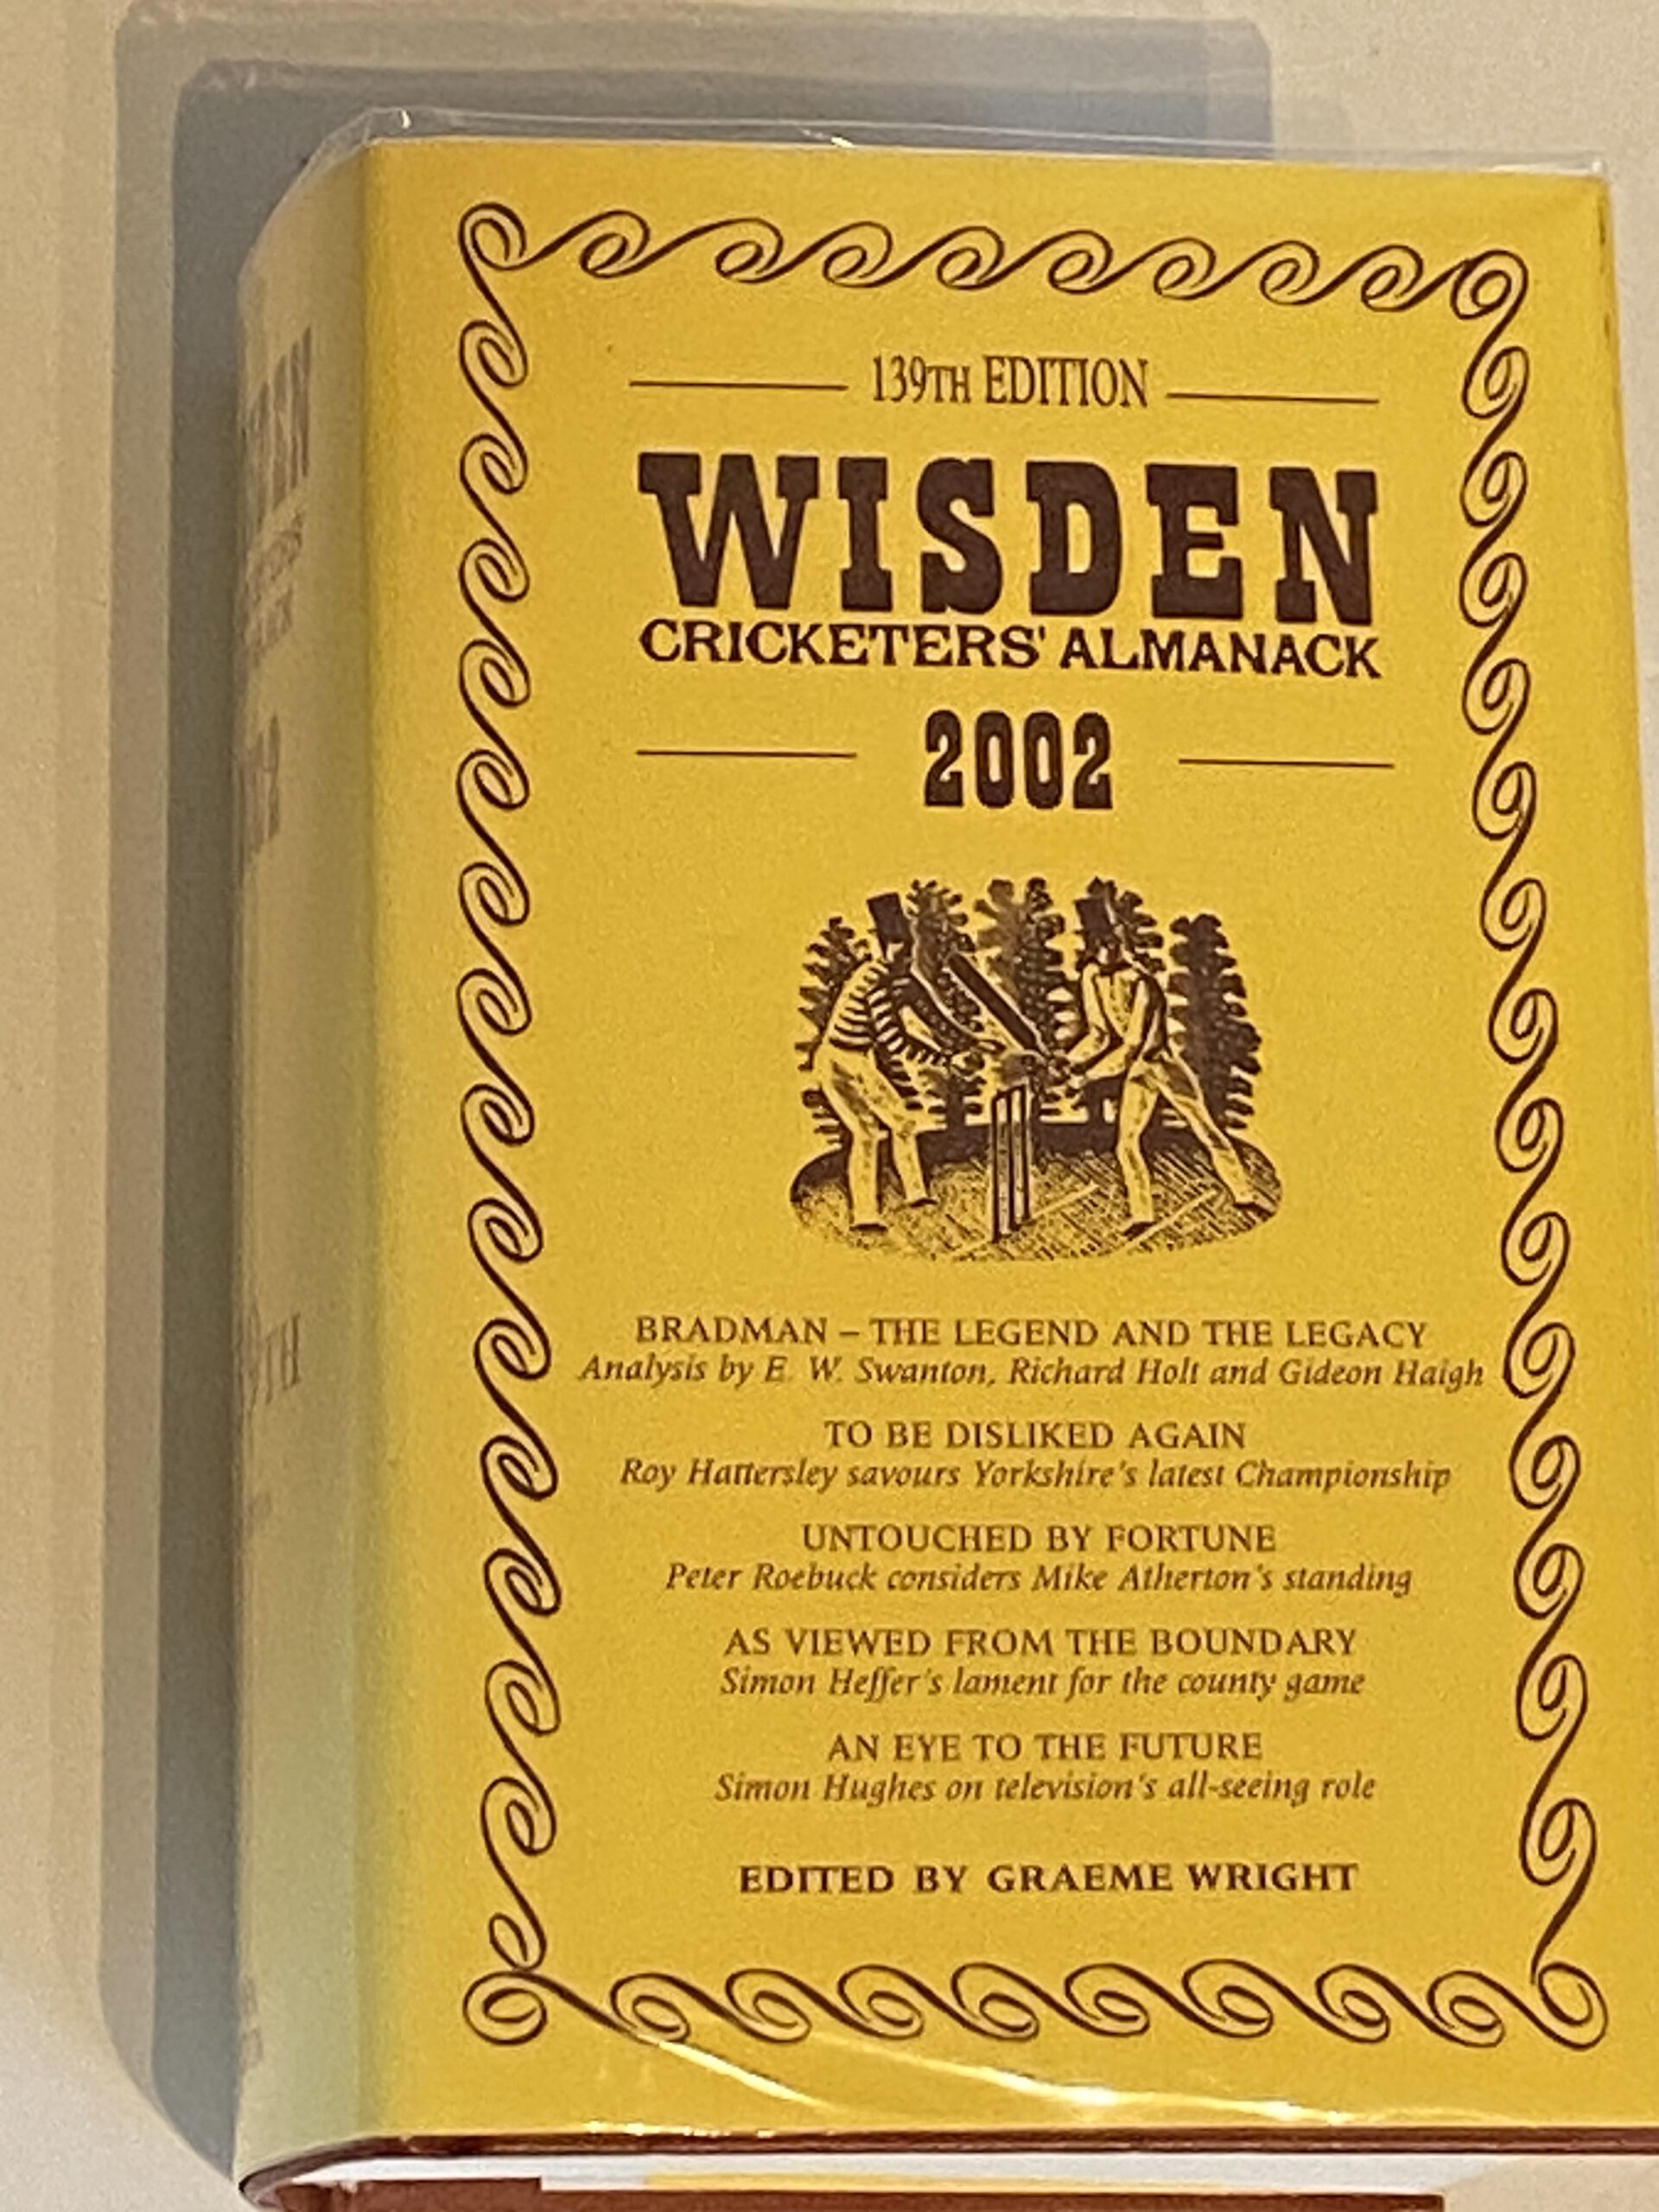 139TH EDITION
WISDEN
CRICKETERS' ALMANACK
2002
BRADMAN – THE LEGEND AND THE LEGACY
Analysis by E. W. Swanton, Richard Holt and Gideon Haigh
TO BE DISLIKED AGAIN
Roy Hattersley savours Yorkshire's latest Championship
UNTOUCHED BY FORTUNE
Peter Roebuck considers Mike Atherton's standing
AS VIEWED FROM THE BOUNDARY
Simon Heffer's lament for the county game
AN EYE TO THE FUTURE
Simon Hughes on television's all-seeing role
EDITED BY GRAEME WRIGHT